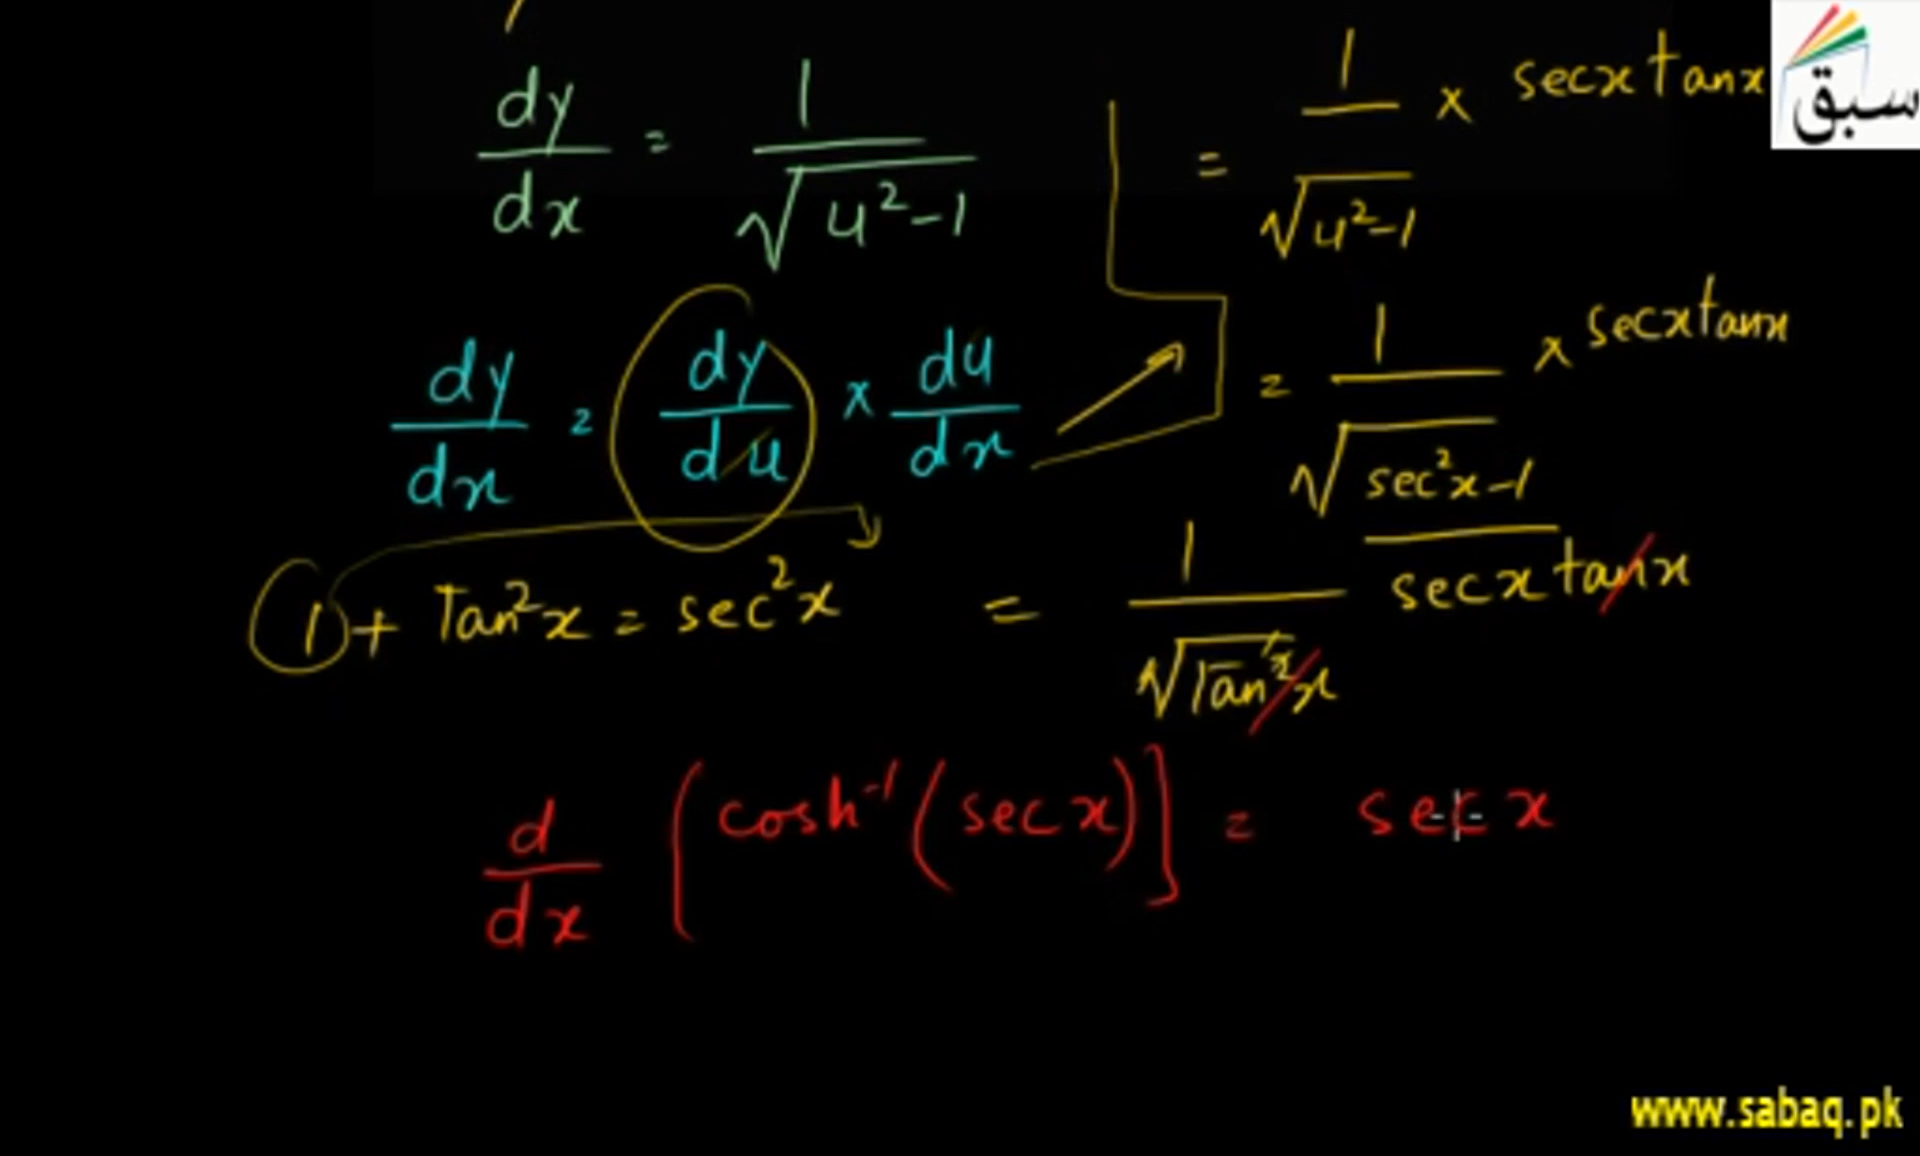 dy/dx = 1/√(u²-1)
= 1/√(u²-1) × secx tanx
سبق
dy/dx = dy/du × du/dx
= 1/√(sec²x-1) × secx tanx
1 + Tan²x = sec²x
= 1/√(Tan²x) secx tanx
d/dx [cosh⁻¹(sec x)] = sec x
www.sabaq.pk